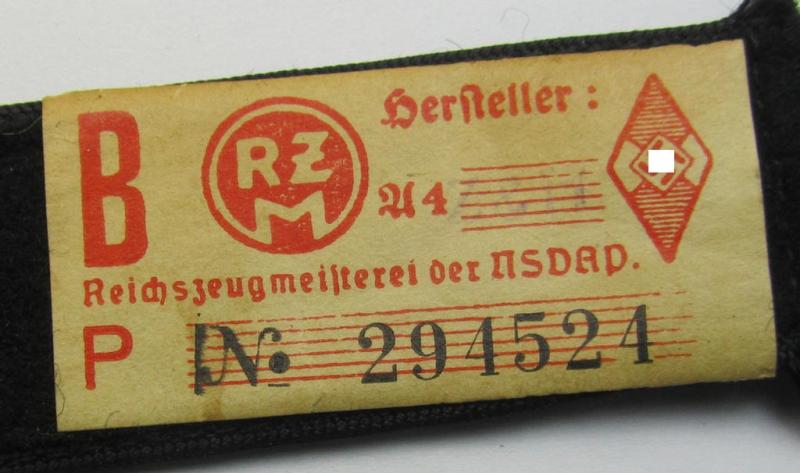 B
RZM
Hersteller:
A4
Reichszeugmeisterei der NSDAP.
P
No. 294524